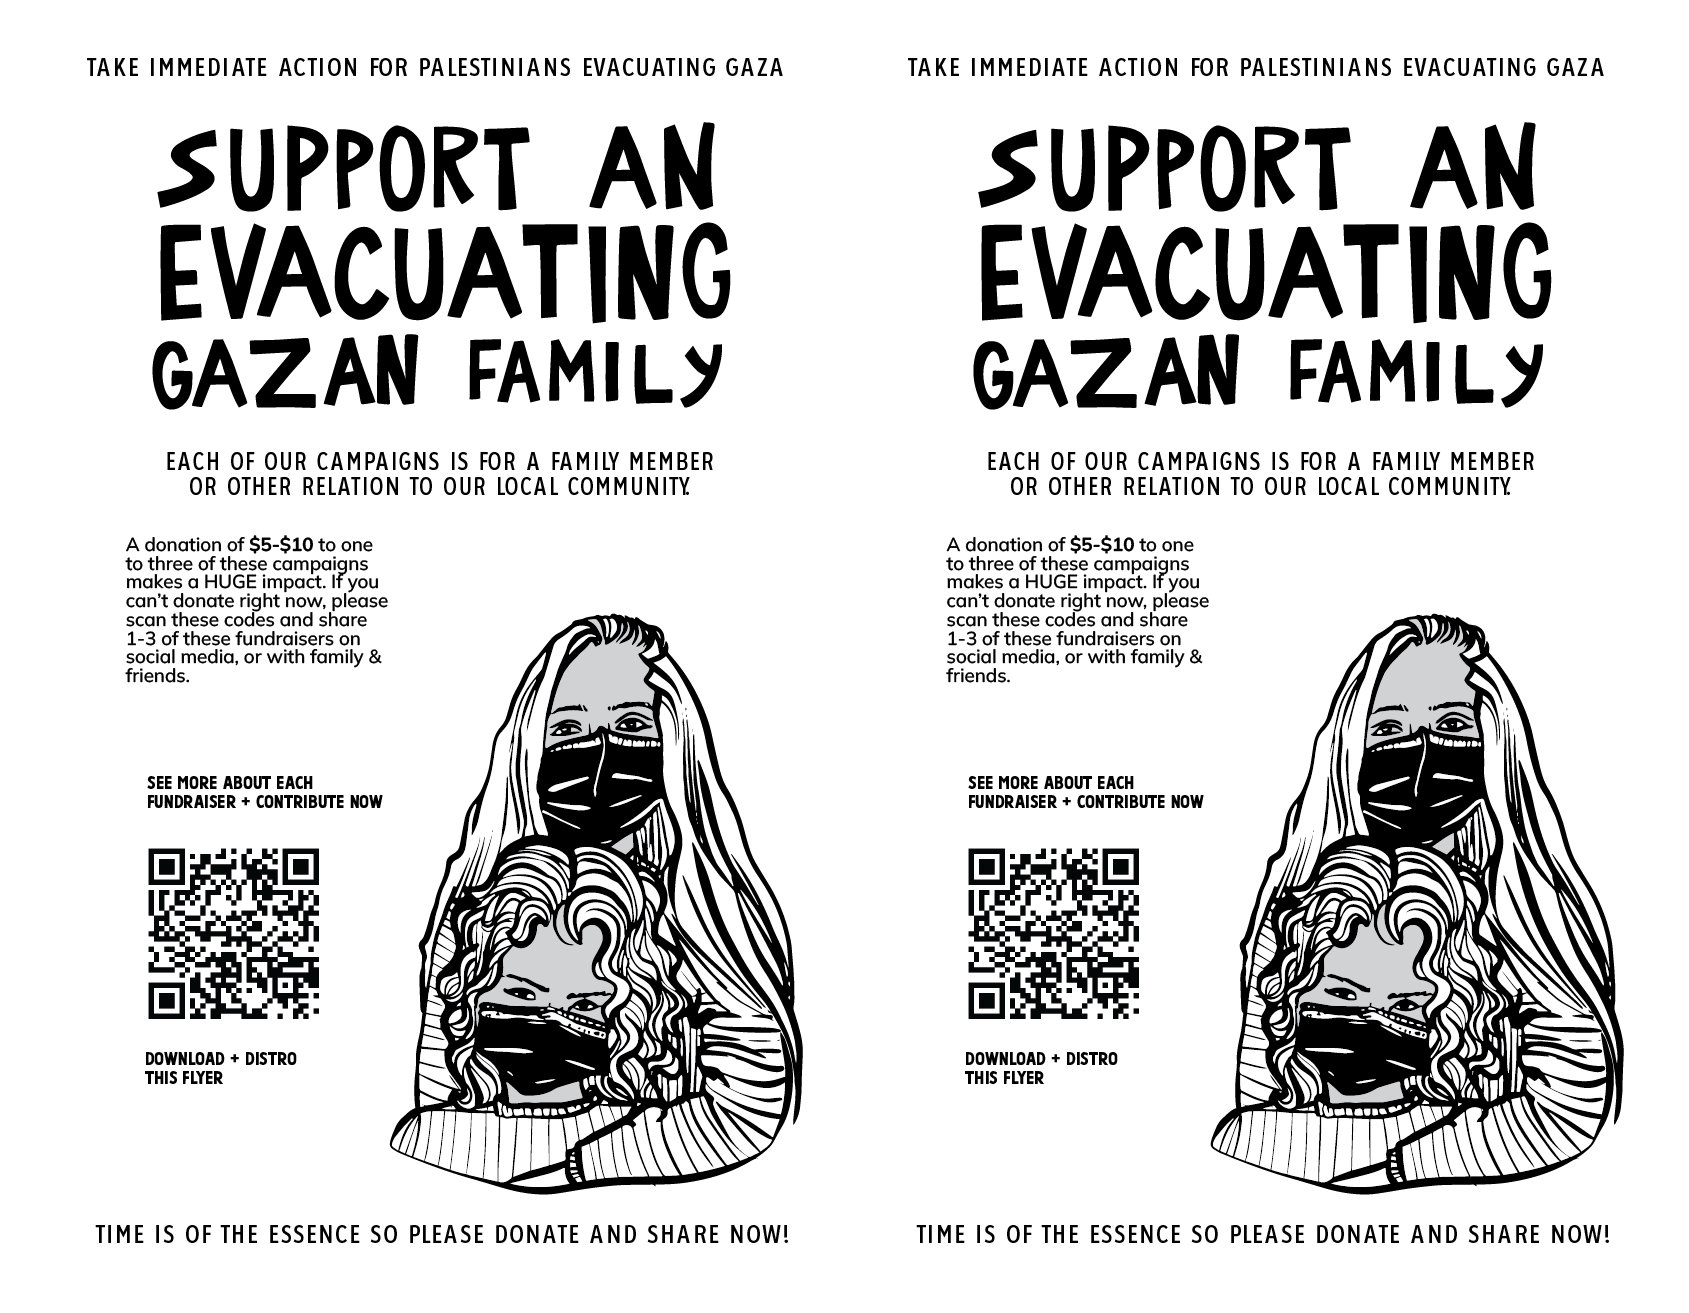 TAKE IMMEDIATE ACTION FOR PALESTINIANS EVACUATING GAZA
SUPPORT AN
EVACUATING
GAZAN FAMILY
EACH OF OUR CAMPAIGNS IS FOR A FAMILY MEMBER
OR OTHER RELATION TO OUR LOCAL COMMUNITY.
A donation of $5-$10 to one
to three of these campaigns
makes a HUGE impact. If you
can't donate right now, please
scan these codes and share
1-3 of these fundraisers on
social media, or with family &
friends.
SEE MORE ABOUT EACH
FUNDRAISER + CONTRIBUTE NOW
DOWNLOAD + DISTRO
THIS FLYER
TIME IS OF THE ESSENCE SO PLEASE DONATE AND SHARE NOW!
TAKE IMMEDIATE ACTION FOR PALESTINIANS EVACUATING GAZA
SUPPORT AN
EVACUATING
GAZAN FAMILY
EACH OF OUR CAMPAIGNS IS FOR A FAMILY MEMBER
OR OTHER RELATION TO OUR LOCAL COMMUNITY.
A donation of $5-$10 to one
to three of these campaigns
makes a HUGE impact. If you
can't donate right now, please
scan these codes and share
1-3 of these fundraisers on
social media, or with family &
friends.
SEE MORE ABOUT EACH
FUNDRAISER + CONTRIBUTE NOW
DOWNLOAD + DISTRO
THIS FLYER
TIME IS OF THE ESSENCE SO PLEASE DONATE AND SHARE NOW!